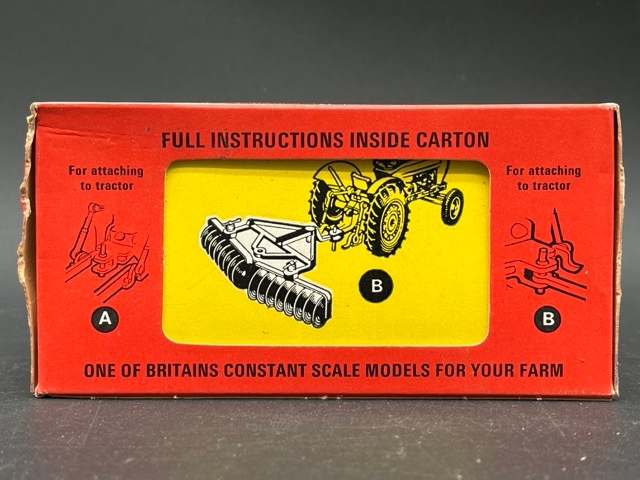 FULL INSTRUCTIONS INSIDE CARTON
For attaching
to tractor
A
B
For attaching
to tractor
B
ONE OF BRITAINS CONSTANT SCALE MODELS FOR YOUR FARM